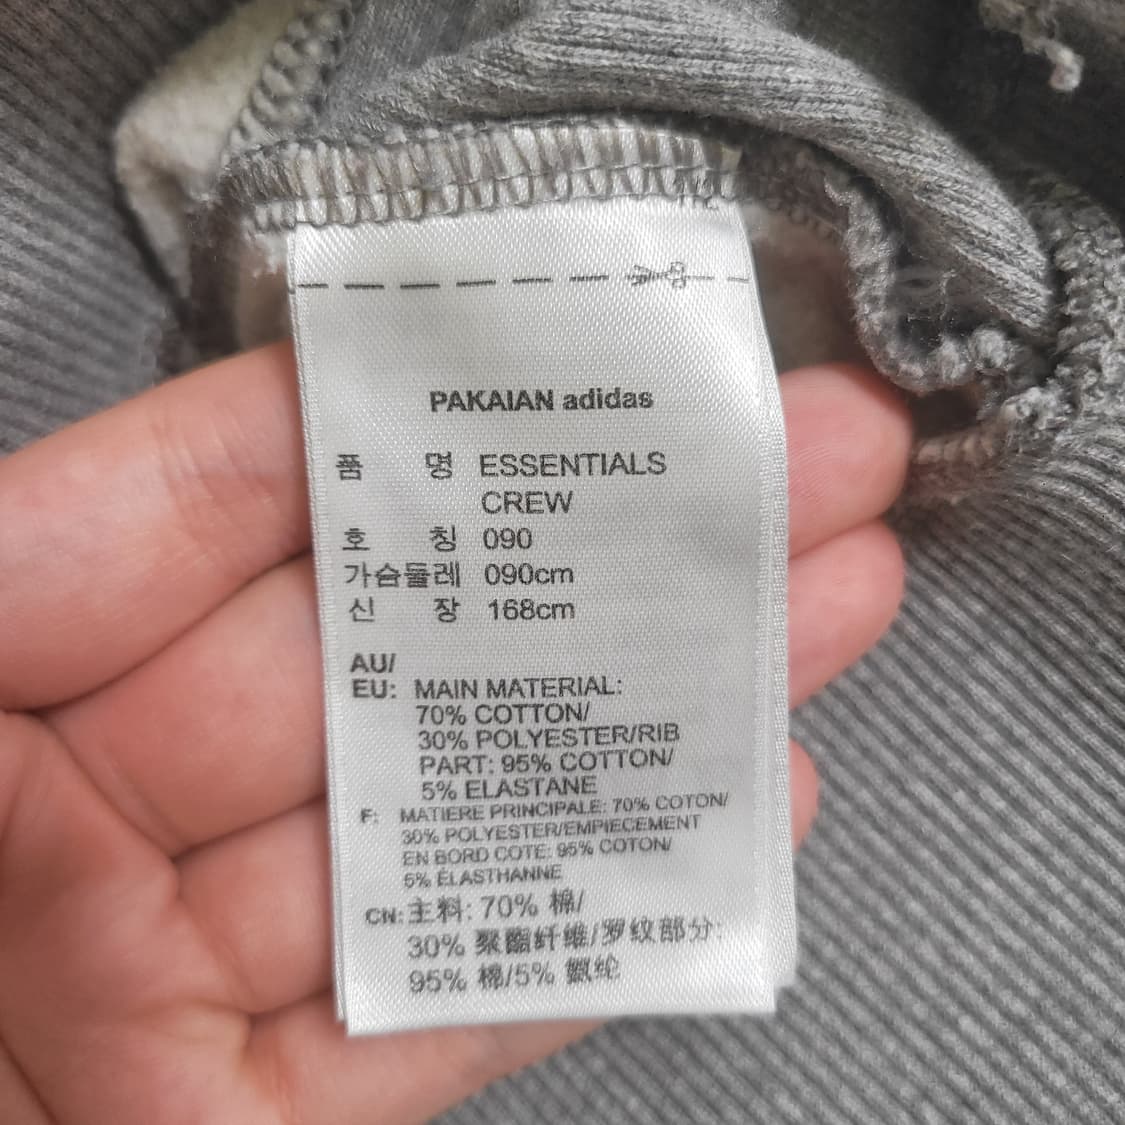 PAKAIAN adidas
품 명 ESSENTIALS
CREW
호 칭 090
가슴둘레 090cm
신 장 168cm
AU/
EU: MAIN MATERIAL:
70% COTTON/
30% POLYESTER/RIB
PART: 95% COTTON/
5% ELASTANE
F: MATIERE PRINCIPALE: 70% COTON/
30% POLYESTER/EMPIECEMENT
EN BORD COTE: 95% COTON/
5% ÉLASTHANNE
CN: 主料: 70% 棉/
30% 聚酯纤维/罗纹部分:
95% 棉/5% 氨纶